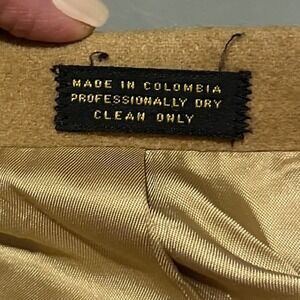 MADE IN COLOMBIA
PROFESSIONALLY DRY
CLEAN ONLY